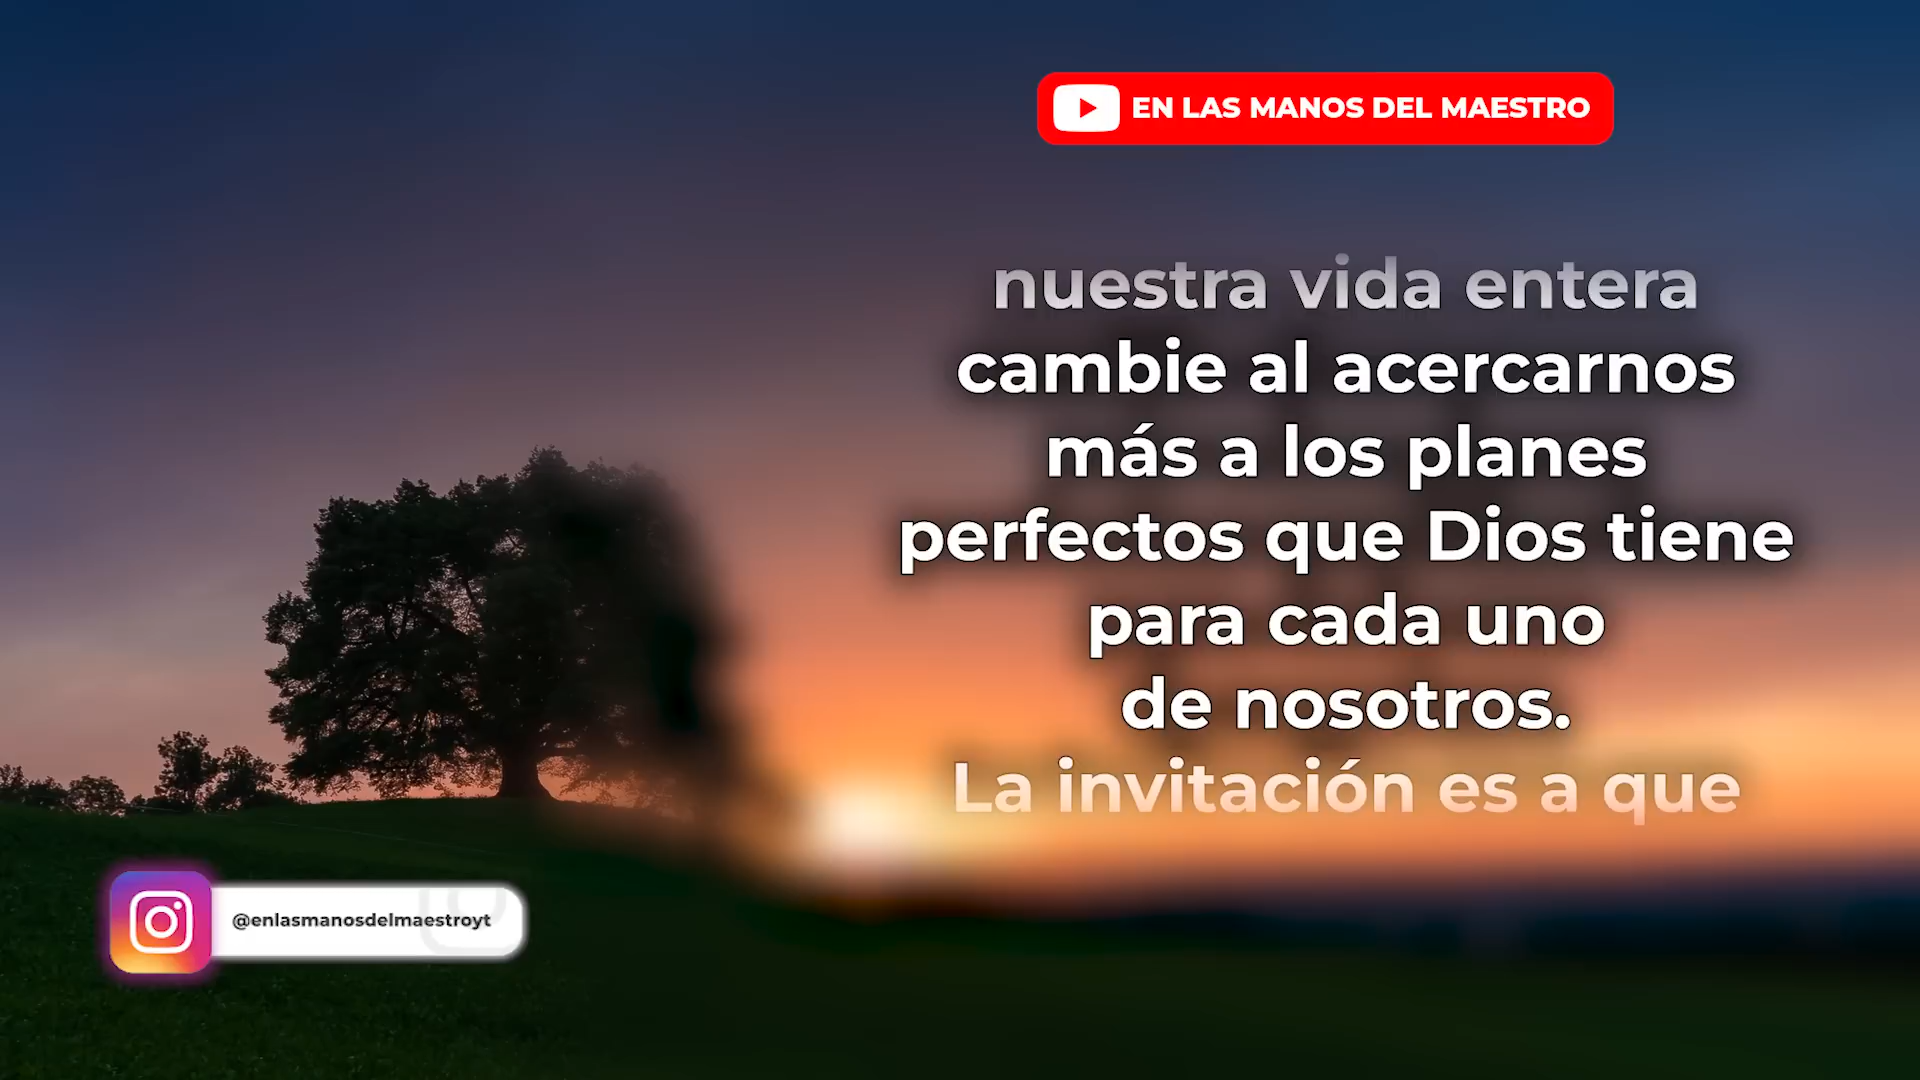 EN LAS MANOS DEL MAESTRO
nuestra vida entera
cambie al acercarnos
más a los planes
perfectos que Dios tiene
para cada uno
de nosotros.
La invitación es a que
@enlasmanosdelmaestroyt